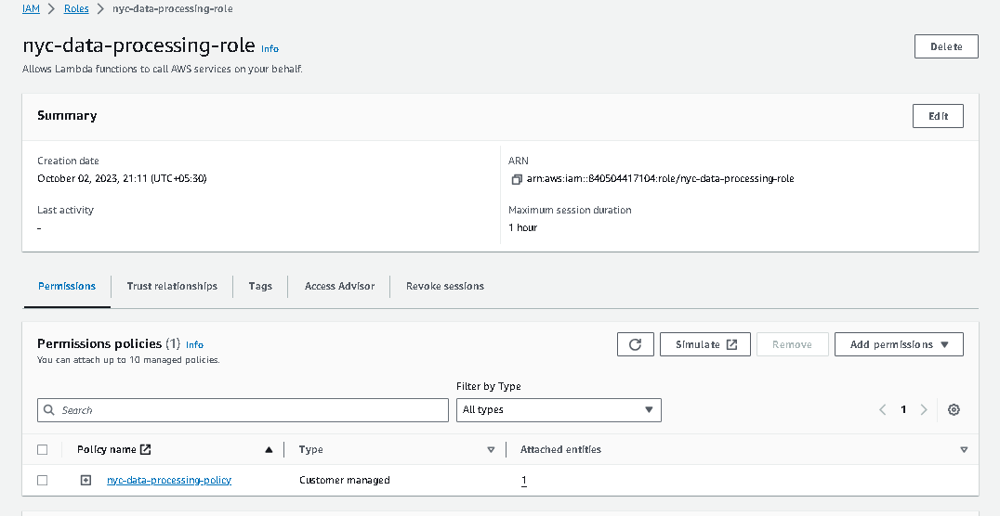 IAM > Roles > nyc-data-processing-role
nyc-data-processing-role Info
Delete
Allows Lambda functions to call AWS services on your behalf.
Summary
Edit
Creation date
October 02, 2023, 21:11 (UTC+05:30)
ARN
arn:aws:iam::840504417104:role/nyc-data-processing-role
Last activity
-
Maximum session duration
1 hour
Permissions
Trust relationships
Tags
Access Advisor
Revoke sessions
Permissions policies (1) Info
You can attach up to 10 managed policies.
Simulate
Remove
Add permissions
Filter by Type
Search
All types
1
Policy name
Type
Attached entities
nyc-data-processing-policy
Customer managed
1